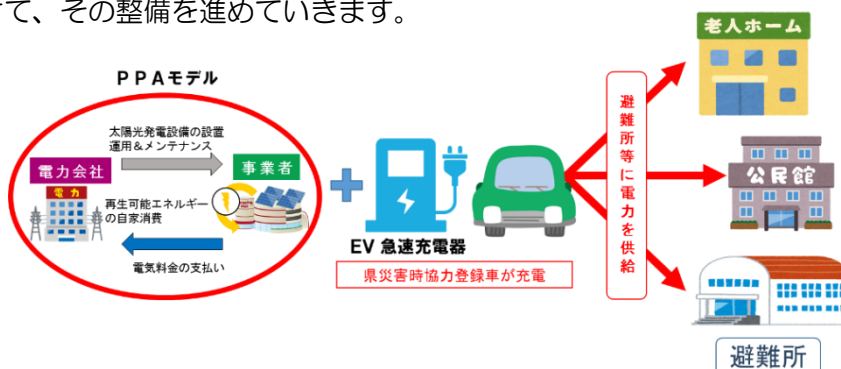 て、その整備を進めていきます。
PPAモデル
太陽光発電設備の設置
運用&メンテナンス
電力会社
事業者
電力
再生可能エネルギー
の自家消費
電気料金の支払い
EV 急速充電器
県災害時協力登録車が充電
避難所等に電力を供給
老人ホーム
公民館
避難所